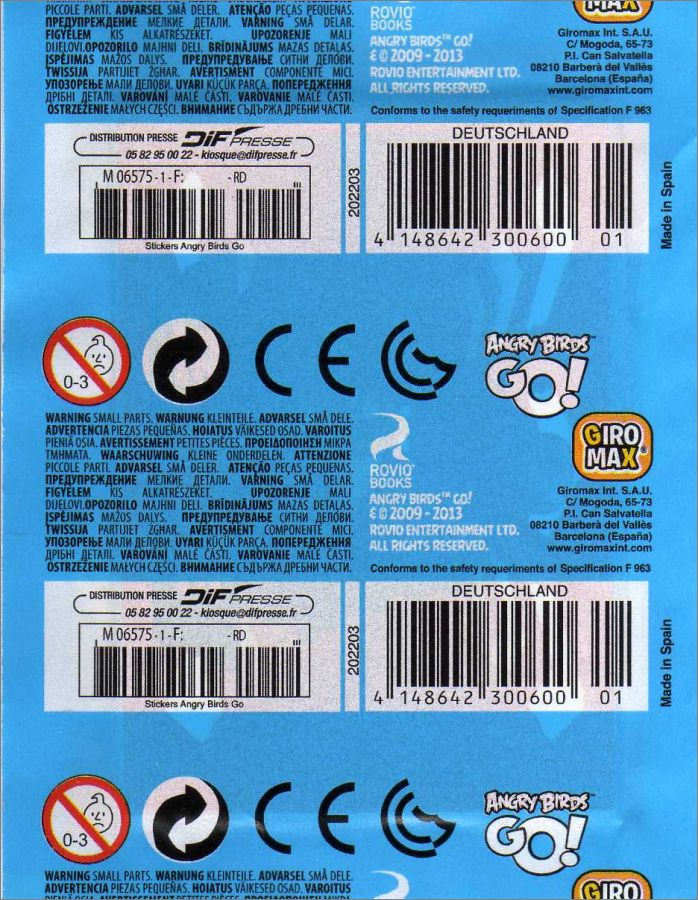 PICCOLE PARTI. ADVARSEL SMÅ DELER. ATENÇÃO PEÇAS PEQUENAS.
ПРЕДУПРЕЖДЕНИЕ МЕЛКИЕ ДЕТАЛИ. VARNING SMÅ DELAR.
FIGYELEM KIS ALKATRÉSZEKET. UPOZORENJE MALI
DIJELOVI.OPOZORILO MAJHNI DELI. BRĪDINĀJUMS MAZAS DETAĻAS.
ĮSPĖJIMAS MAŽOS DALYS. ПРЕДУПРЕДУВАЊЕ СИТНИ ДЕЛОВИ.
TWISSIJA PARTIJIET ŻGĦAR. AVERTISMENT COMPONENTE MICI.
УПОЗОРЕЊЕ МАЛИ ДЕЛОВИ. UYARI KÜÇÜK PARÇA. ПОПЕРЕДЖЕННЯ
ДРІБНІ ДЕТАЛІ. VAROVÁNÍ MALÉ ČÁSTI. VAROVANIE MALÉ ČASTI.
OSTRZEŻENIE MAŁYCH CZĘŚCI. ВНИМАНИЕ СЪДЪРЖА ДРЕБНИ ЧАСТИ.
ROVIO
BOOKS
ANGRY BIRDS™ GO!
& © 2009 - 2013
ROVIO ENTERTAINMENT LTD.
ALL RIGHTS RESERVED.
MAX
Giromax Int. S.A.U.
C/ Mogoda, 65-73
P.I. Can Salvatella
08210 Barberà del Vallès
Barcelona (España)
www.giromaxint.com
Conforms to the safety requeriments of Specification F 963
DISTRIBUTION PRESSE DiF PRESSE
05 82 95 00 22 - kiosque@difpresse.fr
M 06575 - 1 - F: - RD
Stickers Angry Birds Go
202203
DEUTSCHLAND
4 148642 300600 01
Made in Spain
0-3
CE
ANGRY BIRDS™
GO!
WARNING SMALL PARTS. WARNUNG KLEINTEILE. ADVARSEL SMÅ DELE.
ADVERTENCIA PIEZAS PEQUEÑAS. HOIATUS VÄIKESED OSAD. VAROITUS
PIENIÄ OSIA. AVERTISSEMENT PETITES PIÈCES. ΠΡΟΕΙΔΟΠΟΙΗΣΗ ΜΙΚΡΑ
ΤΜΗΜΑΤΑ. WAARSCHUWING KLEINE ONDERDELEN. ATTENZIONE
PICCOLE PARTI. ADVARSEL SMÅ DELER. ATENÇÃO PEÇAS PEQUENAS.
ПРЕДУПРЕЖДЕНИЕ МЕЛКИЕ ДЕТАЛИ. VARNING SMÅ DELAR.
FIGYELEM KIS ALKATRÉSZEKET. UPOZORENJE MALI
DIJELOVI.OPOZORILO MAJHNI DELI. BRĪDINĀJUMS MAZAS DETAĻAS.
ĮSPĖJIMAS MAŽOS DALYS. ПРЕДУПРЕДУВАЊЕ СИТНИ ДЕЛОВИ.
TWISSIJA PARTIJIET ŻGĦAR. AVERTISMENT COMPONENTE MICI.
УПОЗОРЕЊЕ МАЛИ ДЕЛОВИ. UYARI KÜÇÜK PARÇA. ПОПЕРЕДЖЕННЯ
ДРІБНІ ДЕТАЛІ. VAROVÁNÍ MALÉ ČÁSTI. VAROVANIE MALÉ ČASTI.
OSTRZEŻENIE MAŁYCH CZĘŚCI. ВНИМАНИЕ СЪДЪРЖА ДРЕБНИ ЧАСТИ.
ROVIO
BOOKS
ANGRY BIRDS™ GO!
& © 2009 - 2013
ROVIO ENTERTAINMENT LTD.
ALL RIGHTS RESERVED.
GIRO
MAX®
Giromax Int. S.A.U.
C/ Mogoda, 65-73
P.I. Can Salvatella
08210 Barberà del Vallès
Barcelona (España)
www.giromaxint.com
Conforms to the safety requeriments of Specification F 963
DISTRIBUTION PRESSE DiF PRESSE
05 82 95 00 22 - kiosque@difpresse.fr
M 06575 - 1 - F: - RD
Stickers Angry Birds Go
202203
DEUTSCHLAND
4 148642 300600 01
Made in Spain
0-3
CE
ANGRY BIRDS™
GO!
WARNING SMALL PARTS. WARNUNG KLEINTEILE. ADVARSEL SMÅ DELE.
ADVERTENCIA PIEZAS PEQUEÑAS. HOIATUS VÄIKESED OSAD. VAROITUS
GIRO